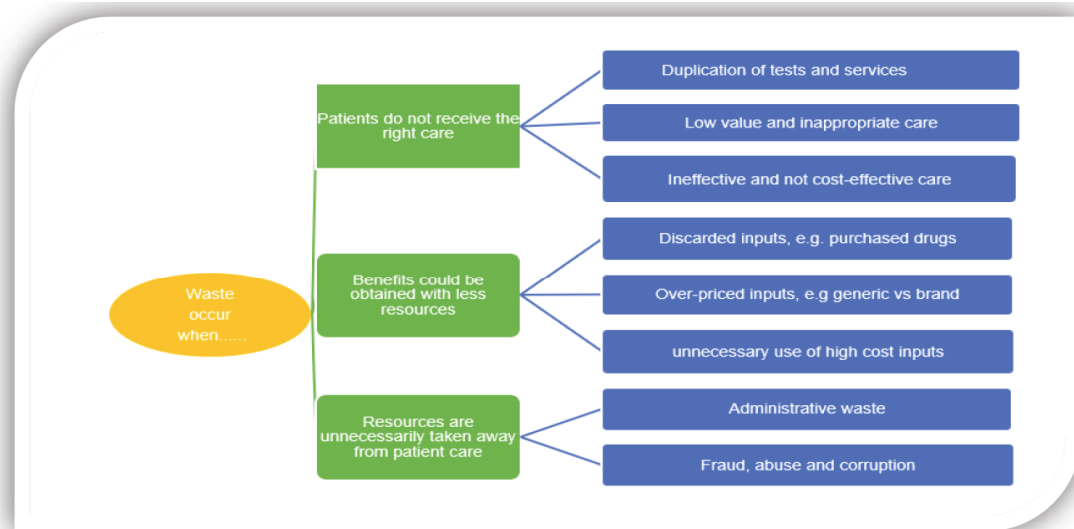 Duplication of tests and services
Patients do not receive the
right care
Low value and inappropriate care
Ineffective and not cost-effective care
Discarded inputs, e.g. purchased drugs
Waste
occur
when......
Benefits could be
obtained with less
resources
Over-priced inputs, e.g generic vs brand
unnecessary use of high cost inputs
Resources are
unnecessarily taken away
from patient care
Administrative waste
Fraud, abuse and corruption